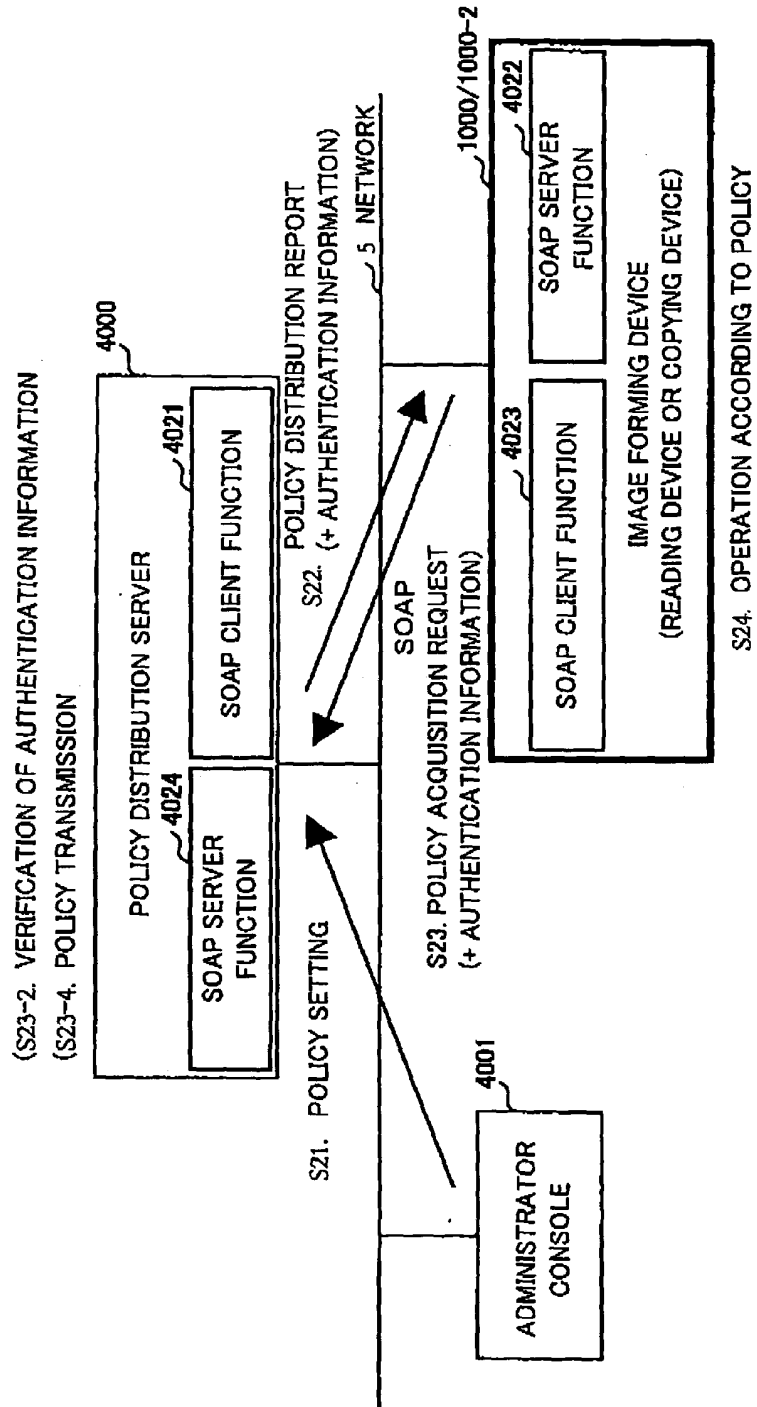 (S23-2. VERIFICATION OF AUTHENTICATION INFORMATION
(S23-4. POLICY TRANSMISSION
4000
POLICY DISTRIBUTION SERVER
4024
SOAP SERVER
FUNCTION
4021
SOAP CLIENT FUNCTION
S21. POLICY SETTING
S22. POLICY DISTRIBUTION REPORT
(+ AUTHENTICATION INFORMATION)
5 NETWORK
SOAP
S23. POLICY ACQUISITION REQUEST
(+ AUTHENTICATION INFORMATION)
4001
ADMINISTRATOR
CONSOLE
1000/1000-2
4023
SOAP CLIENT FUNCTION
4022
SOAP SERVER
FUNCTION
IMAGE FORMING DEVICE
(READING DEVICE OR COPYING DEVICE)
S24. OPERATION ACCORDING TO POLICY